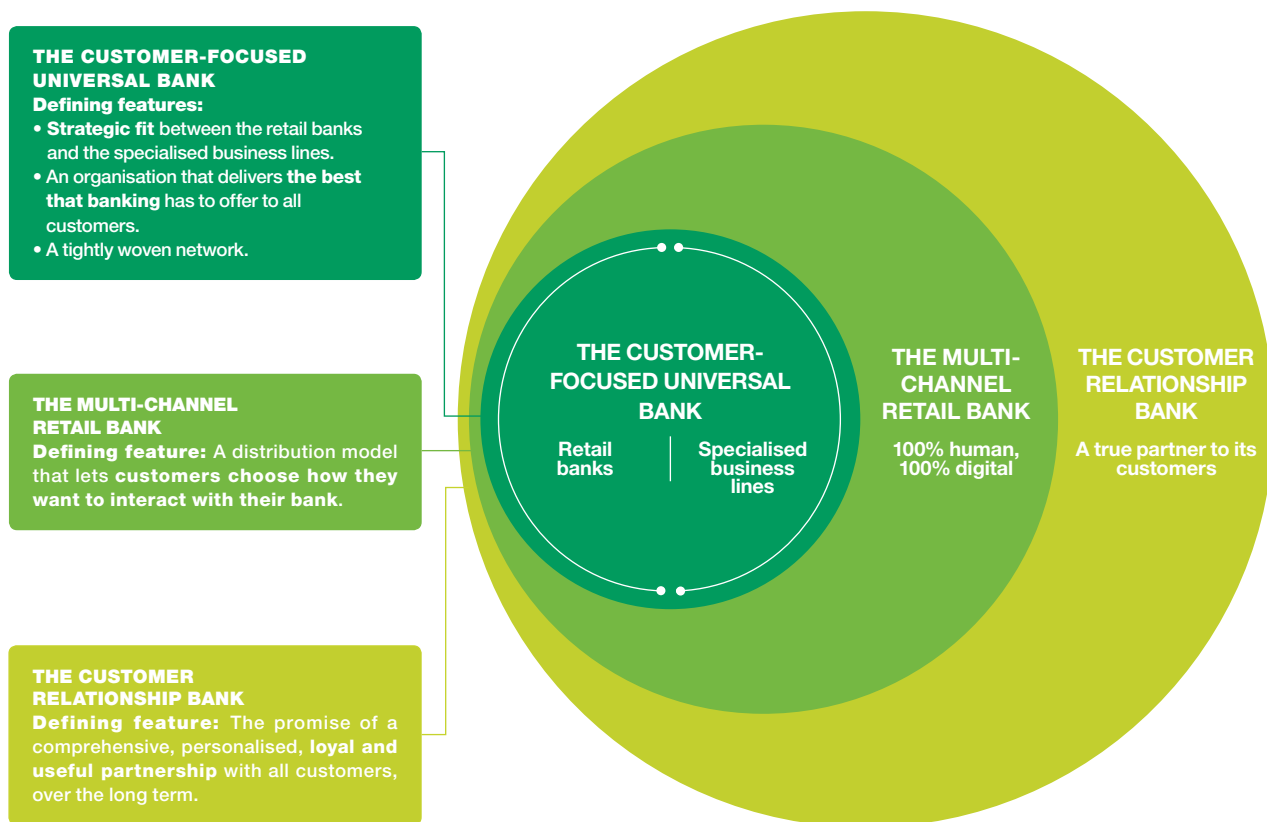 THE CUSTOMER-FOCUSED
UNIVERSAL BANK
Defining features:
• Strategic fit between the retail banks
and the specialised business lines.
• An organisation that delivers the best
that banking has to offer to all
customers.
• A tightly woven network.
THE MULTI-CHANNEL
RETAIL BANK
Defining feature: A distribution model
that lets customers choose how they
want to interact with their bank.
THE CUSTOMER
RELATIONSHIP BANK
Defining feature: The promise of a
comprehensive, personalised, loyal and
useful partnership with all customers,
over the long term.
THE CUSTOMER-
FOCUSED UNIVERSAL
BANK
Retail
banks
Specialised
business
lines
THE MULTI-
CHANNEL
RETAIL BANK
100% human,
100% digital
THE CUSTOMER
RELATIONSHIP
BANK
A true partner to its
customers